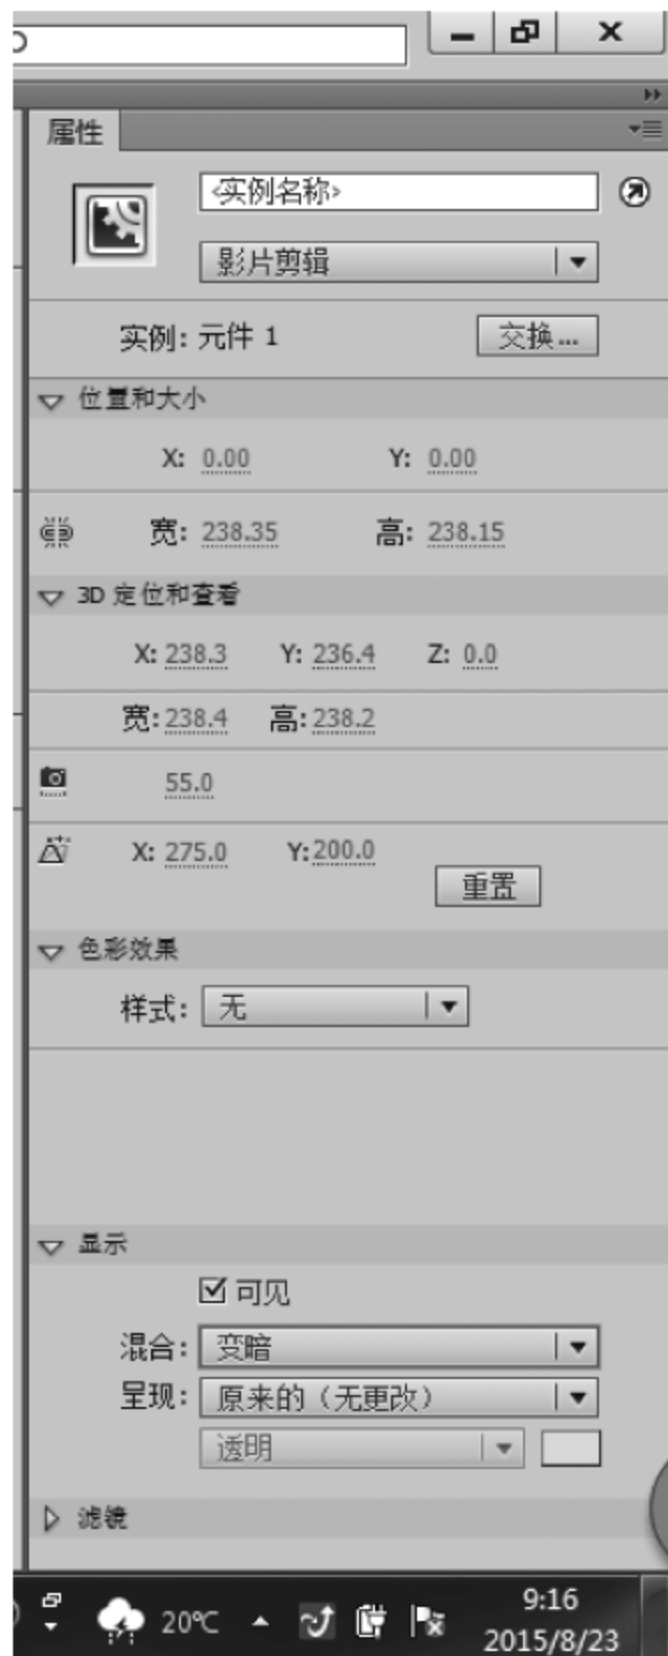 属性
<实例名称>
影片剪辑
实例: 元件 1 交换...
位置和大小
X: 0.00 Y: 0.00
宽: 238.35 高: 238.15
3D 定位和查看
X: 238.3 Y: 236.4 Z: 0.0
宽: 238.4 高: 238.2
55.0
X: 275.0 Y: 200.0
重置
色彩效果
样式: 无
显示
可见
混合: 变暗
呈现: 原来的（无更改）
透明
滤镜
20℃ 9:16
2015/8/23